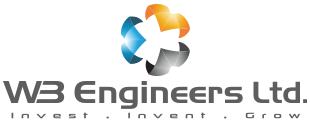 W3 Engineers Ltd.
Invest . Invent . Grow